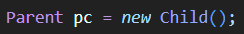 Parent pc = new Child();